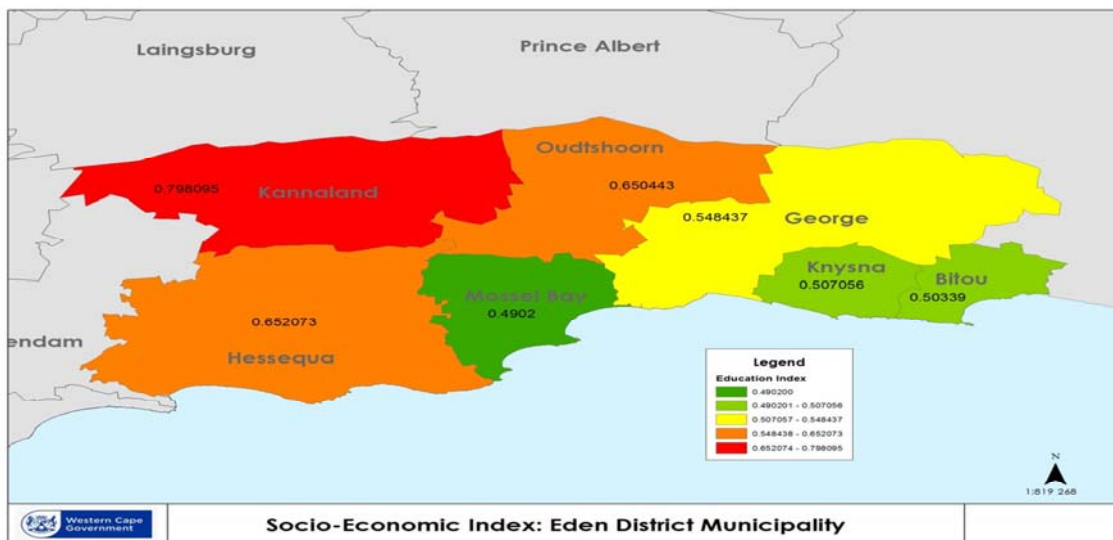 Laingsburg
Prince Albert
Oudtshoorn
0.798095
Kannaland
0.650443
0.548437
George
Knysna
0.507056
Bitou
0.50339
Mossel Bay
0.4902
0.652073
endam
Hessequa
Legend
Education Index
0.490200
0.490201 - 0.507056
0.507057 - 0.548437
0.548438 - 0.652073
0.652074 - 0.798095
N
1:819 268
Western Cape
Government
Socio-Economic Index: Eden District Municipality